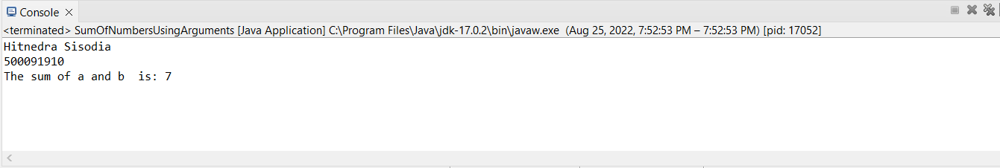 Console
<terminated> SumOfNumbersUsingArguments [Java Application] C:\Program Files\Java\jdk-17.0.2\bin\javaw.exe (Aug 25, 2022, 7:52:53 PM – 7:52:53 PM) [pid: 17052]
Hitnedra Sisodia
500091910
The sum of a and b  is: 7